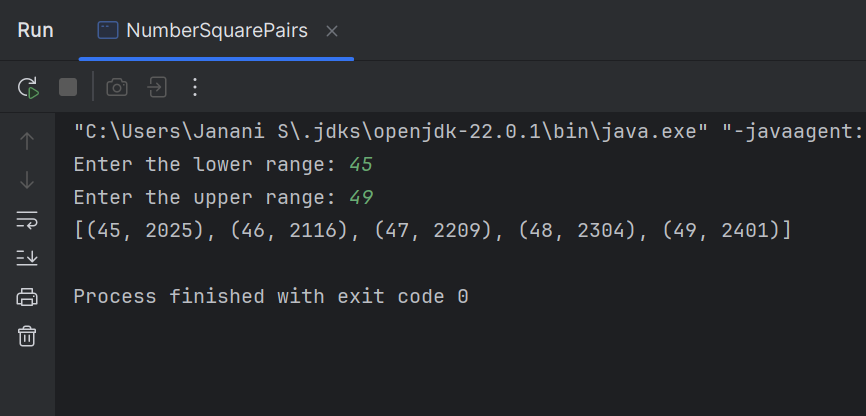 Run NumberSquarePairs
"C:\Users\Janani S\.jdks\openjdk-22.0.1\bin\java.exe" "-javaagent:
Enter the lower range: 45
Enter the upper range: 49
[(45, 2025), (46, 2116), (47, 2209), (48, 2304), (49, 2401)]
Process finished with exit code 0